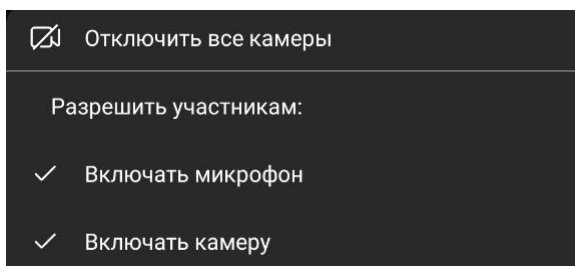 Отключить все камеры
Разрешить участникам:
Включать микрофон
Включать камеру